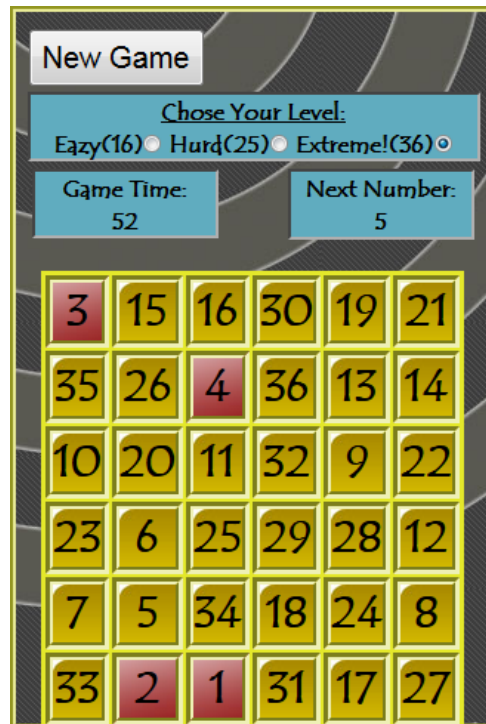 New Game
Chose Your Level:
Eazy(16) Hurd(25) Extreme!(36)
Game Time:
52
Next Number:
5
3 15 16 30 19 21
35 26 4 36 13 14
10 20 11 32 9 22
23 6 25 29 28 12
7 5 34 18 24 8
33 2 1 31 17 27